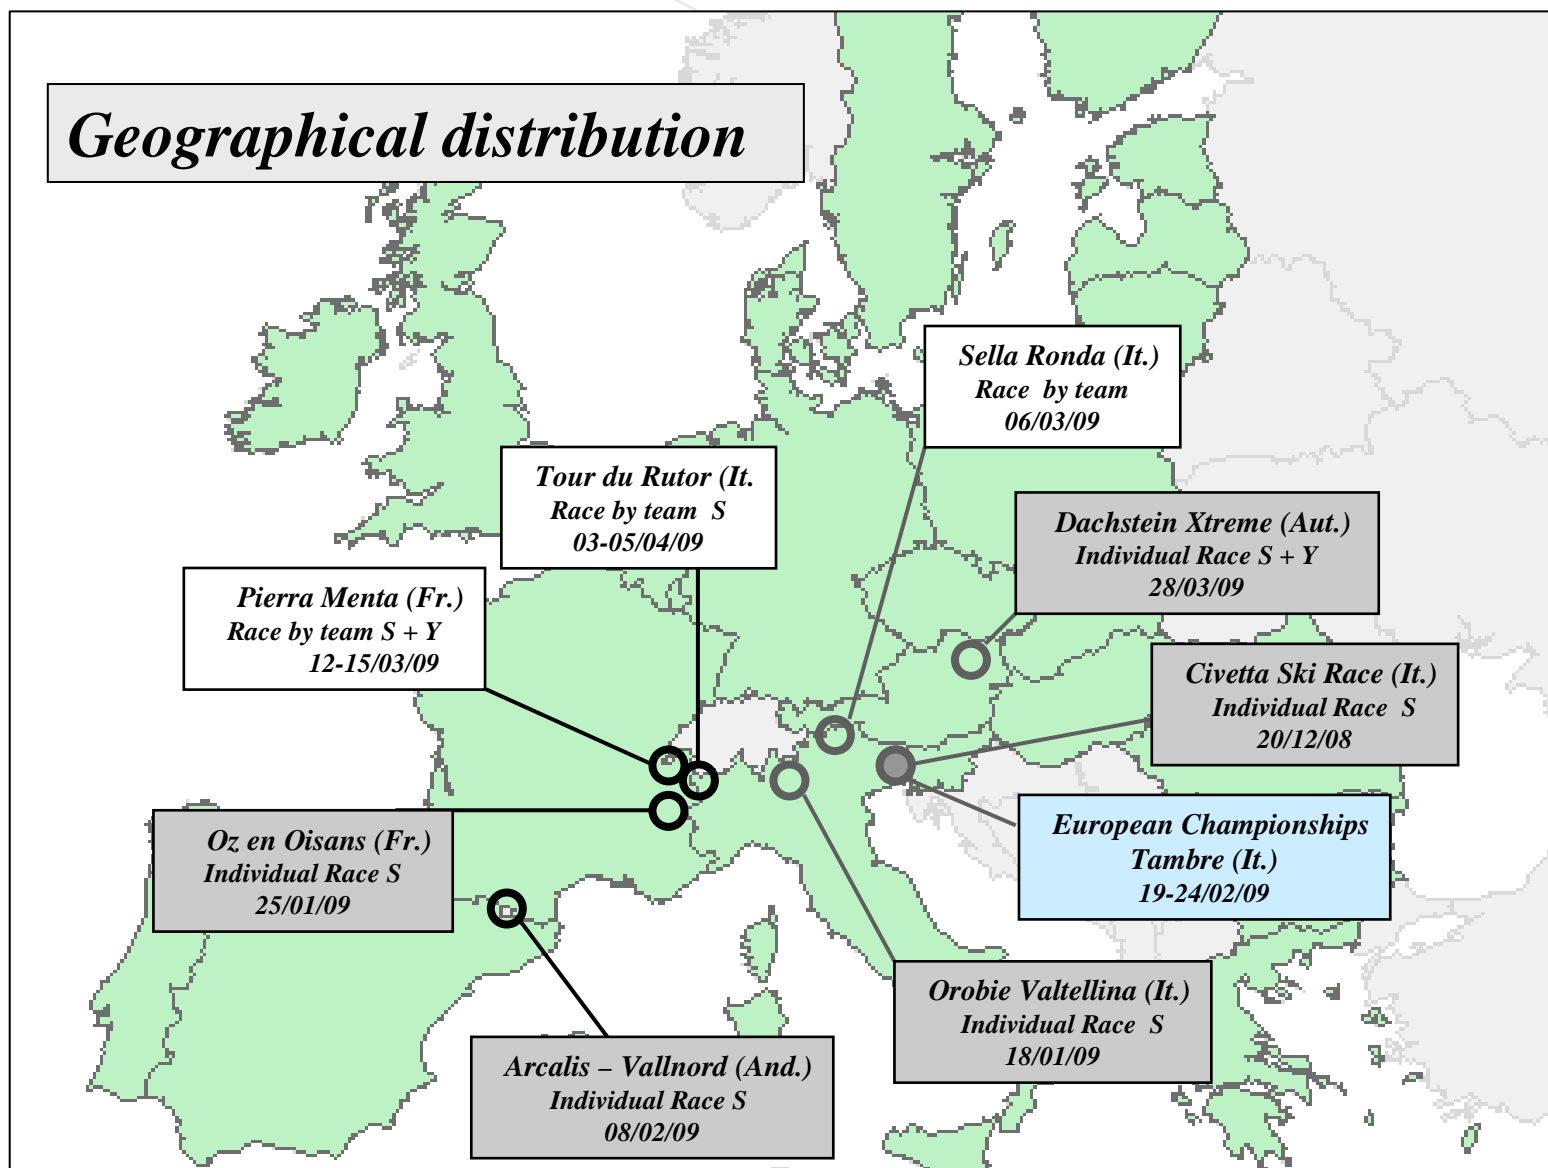 Geographical distribution
Sella Ronda (It.)
Race by team
06/03/09
Tour du Rutor (It.
Race by team S
03-05/04/09
Dachstein Xtreme (Aut.)
Individual Race S + Y
28/03/09
Pierra Menta (Fr.)
Race by team S + Y
12-15/03/09
Civetta Ski Race (It.)
Individual Race S
20/12/08
European Championships
Tambre (It.)
19-24/02/09
Oz en Oisans (Fr.)
Individual Race S
25/01/09
Orobie Valtellina (It.)
Individual Race S
18/01/09
Arcalis – Vallnord (And.)
Individual Race S
08/02/09